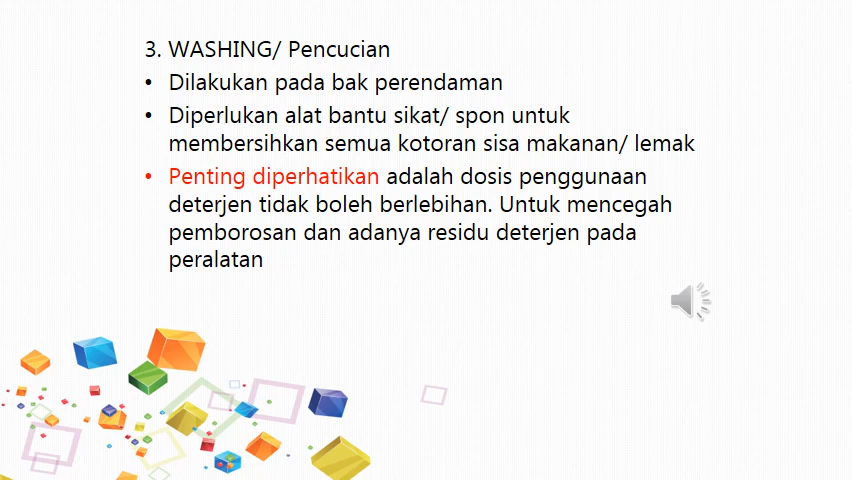 3. WASHING/ Pencucian
• Dilakukan pada bak perendaman
• Diperlukan alat bantu sikat/ spon untuk
membersihkan semua kotoran sisa makanan/ lemak
• Penting diperhatikan adalah dosis penggunaan
deterjen tidak boleh berlebihan. Untuk mencegah
pemborosan dan adanya residu deterjen pada
peralatan